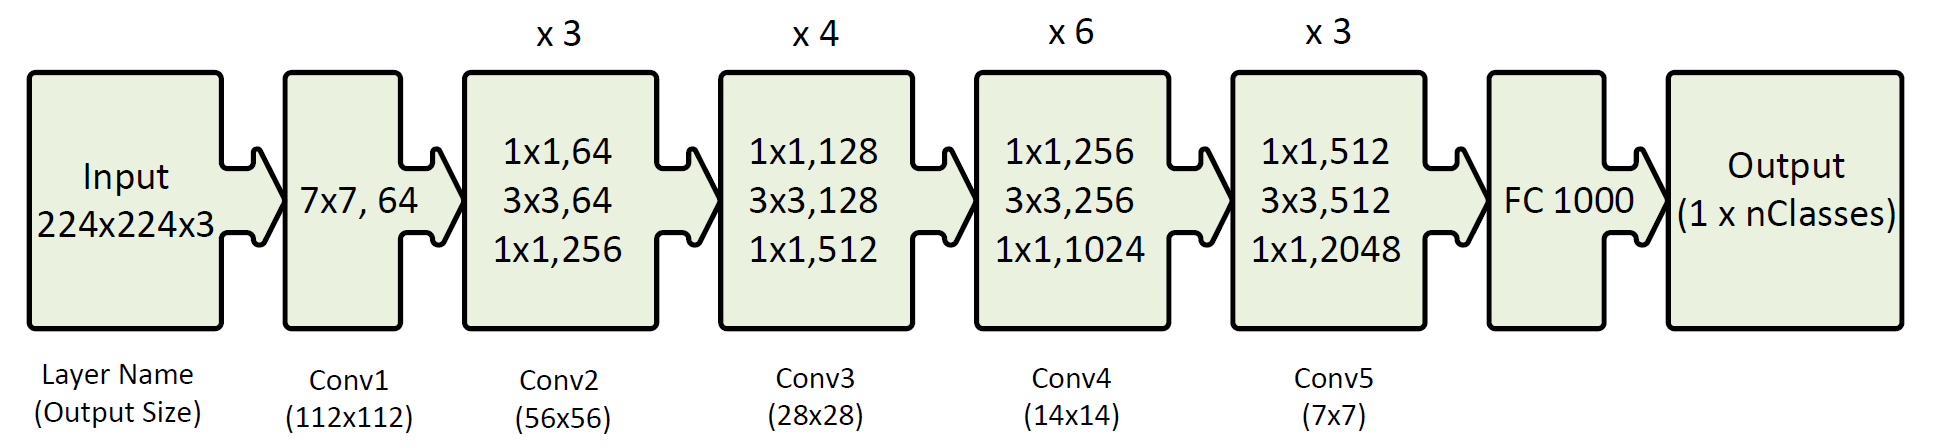 x 3
x 4
x 6
x 3
Input
224x224x3
7x7, 64
1x1,64
3x3,64
1x1,256
1x1,128
3x3,128
1x1,512
1x1,256
3x3,256
1x1,1024
1x1,512
3x3,512
1x1,2048
FC 1000
Output
(1 x nClasses)
Layer Name
(Output Size)
Conv1
(112x112)
Conv2
(56x56)
Conv3
(28x28)
Conv4
(14x14)
Conv5
(7x7)